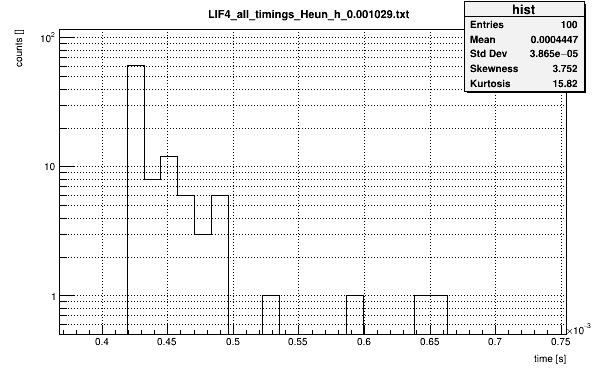 LIF4_all_timings_Heun_h_0.001029.txt
hist
Entries 100
Mean 0.0004447
Std Dev 3.865e−05
Skewness 3.752
Kurtosis 15.82
counts []
10²
10
1
0.4 0.45 0.5 0.55 0.6 0.65 0.7 0.75
×10⁻³
time [s]